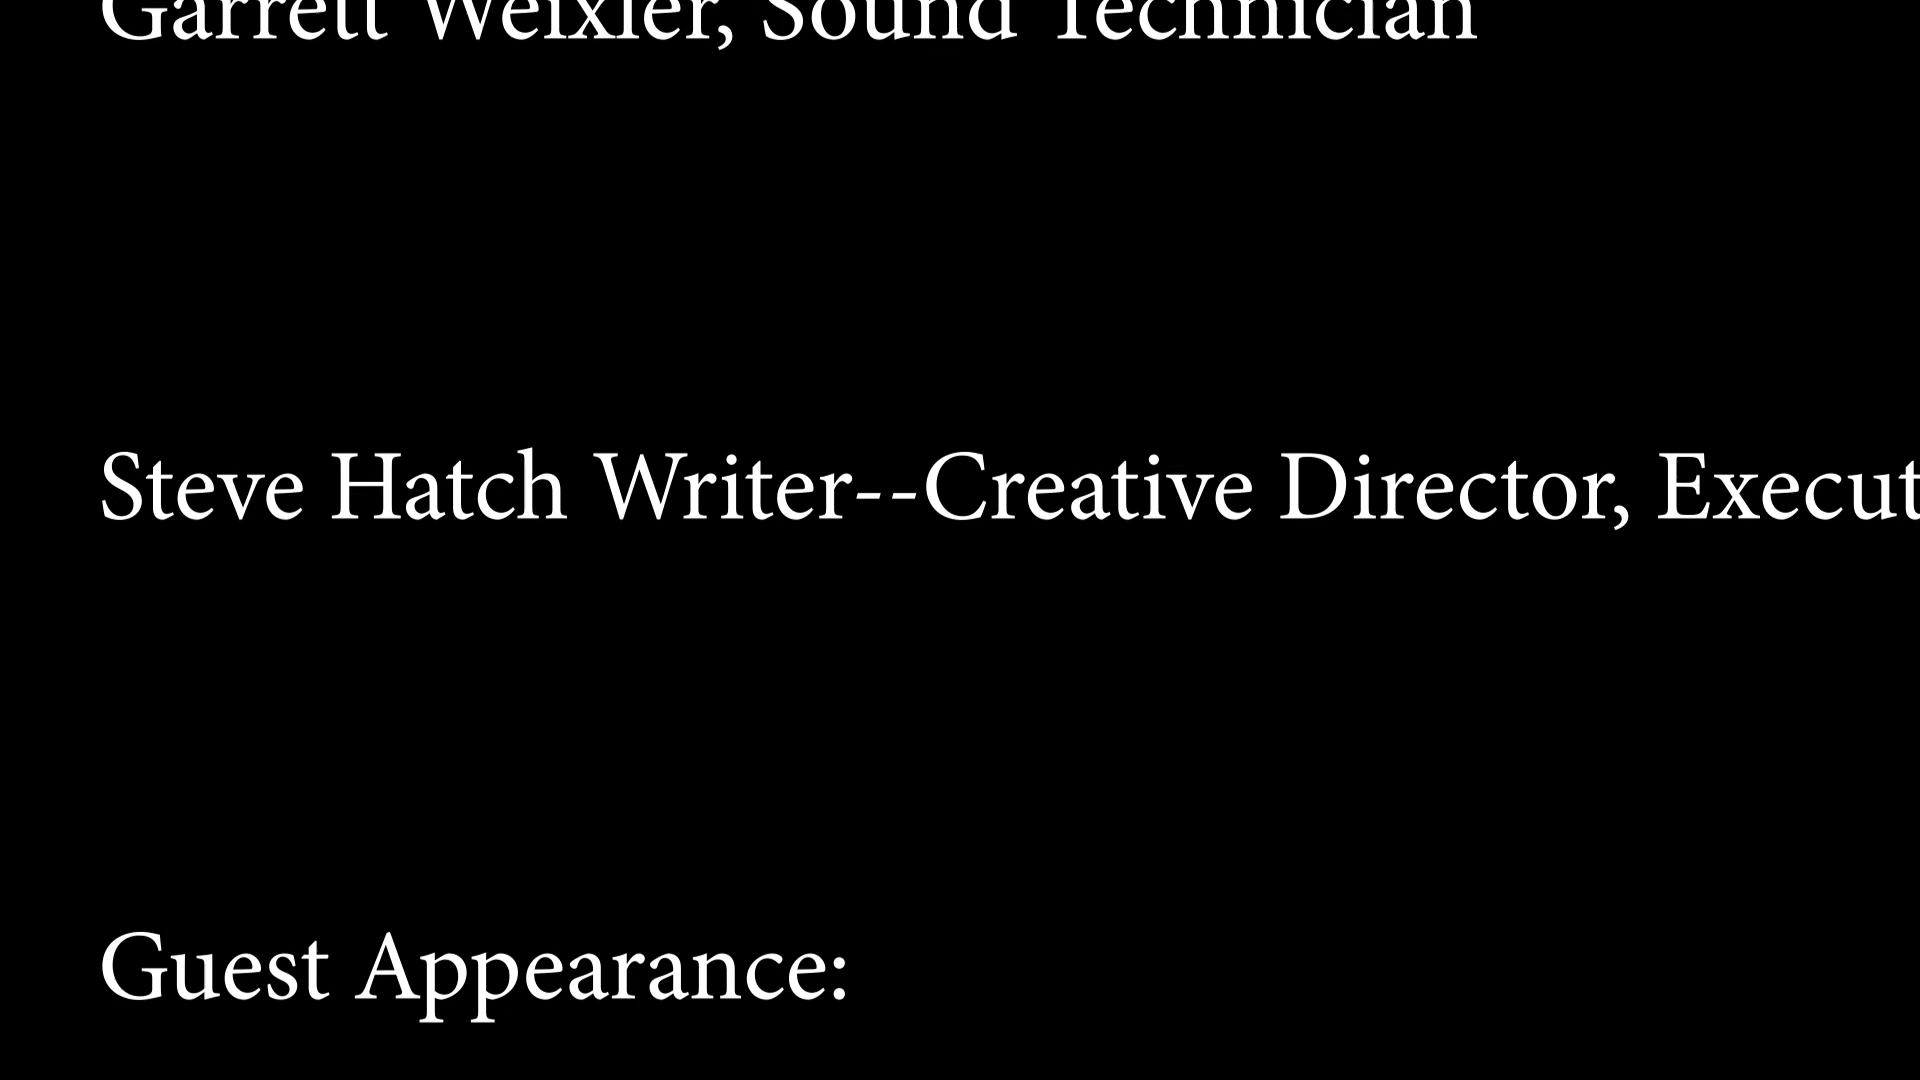 Garrett Weixler, Sound Technician
Steve Hatch Writer--Creative Director, Execut
Guest Appearance: